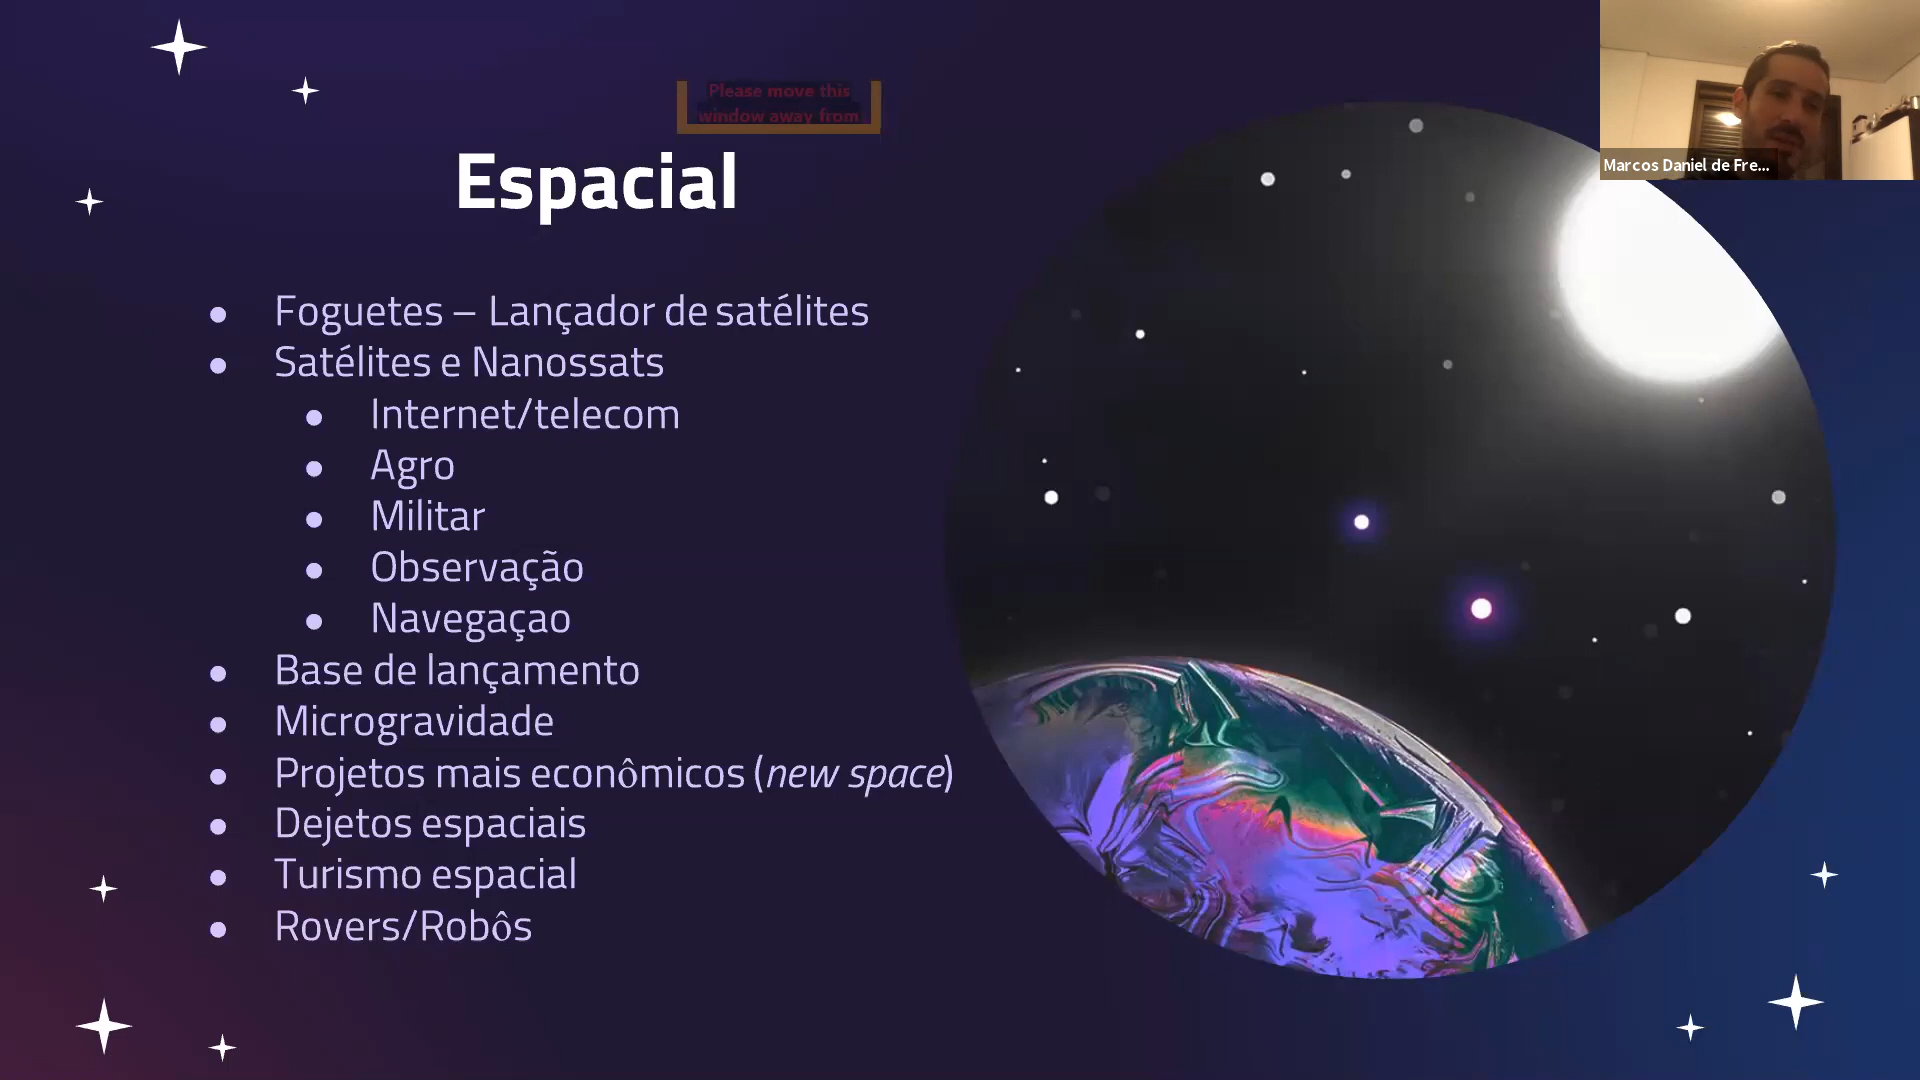 Please move this
window away from
Marcos Daniel de Fre...
Espacial
● Foguetes – Lançador de satélites
● Satélites e Nanossats
● Internet/telecom
● Agro
● Militar
● Observação
● Navegaçao
● Base de lançamento
● Microgravidade
● Projetos mais econômicos (new space)
● Dejetos espaciais
● Turismo espacial
● Rovers/Robôs